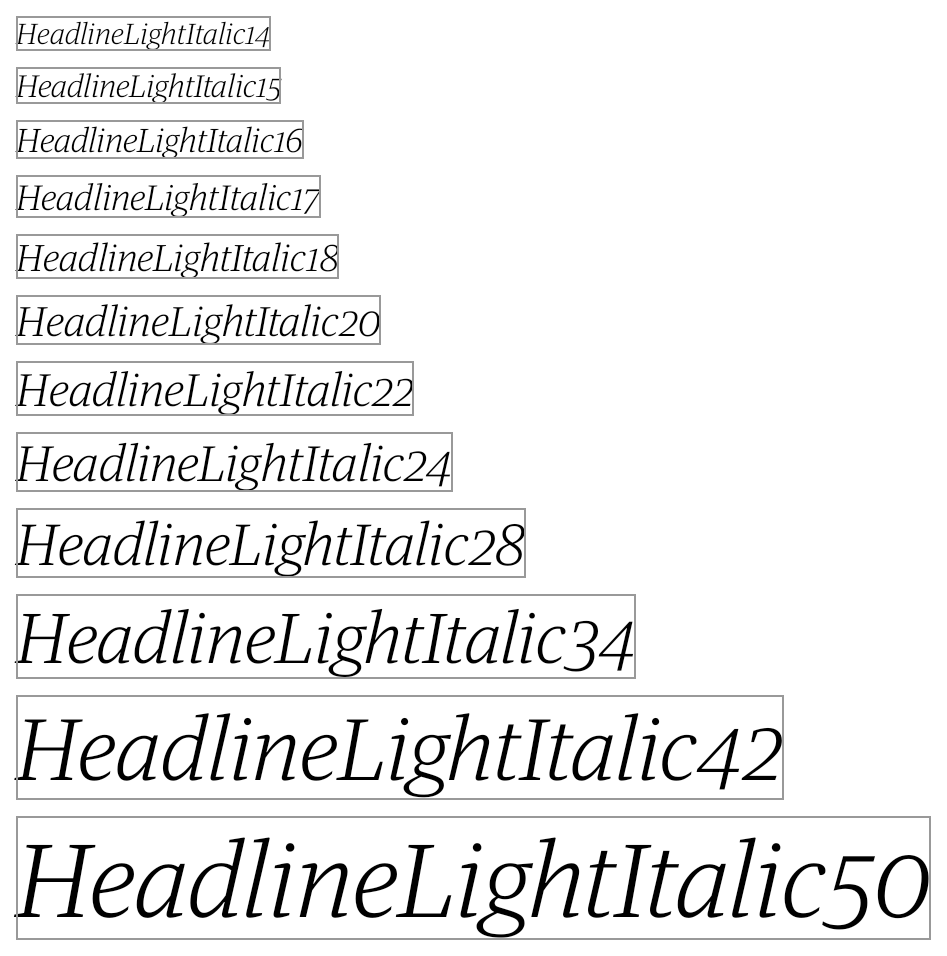 HeadlineLightItalic14
HeadlineLightItalic15
HeadlineLightItalic16
HeadlineLightItalic17
HeadlineLightItalic18
HeadlineLightItalic20
HeadlineLightItalic22
HeadlineLightItalic24
HeadlineLightItalic28
HeadlineLightItalic34
HeadlineLightItalic42
HeadlineLightItalic50